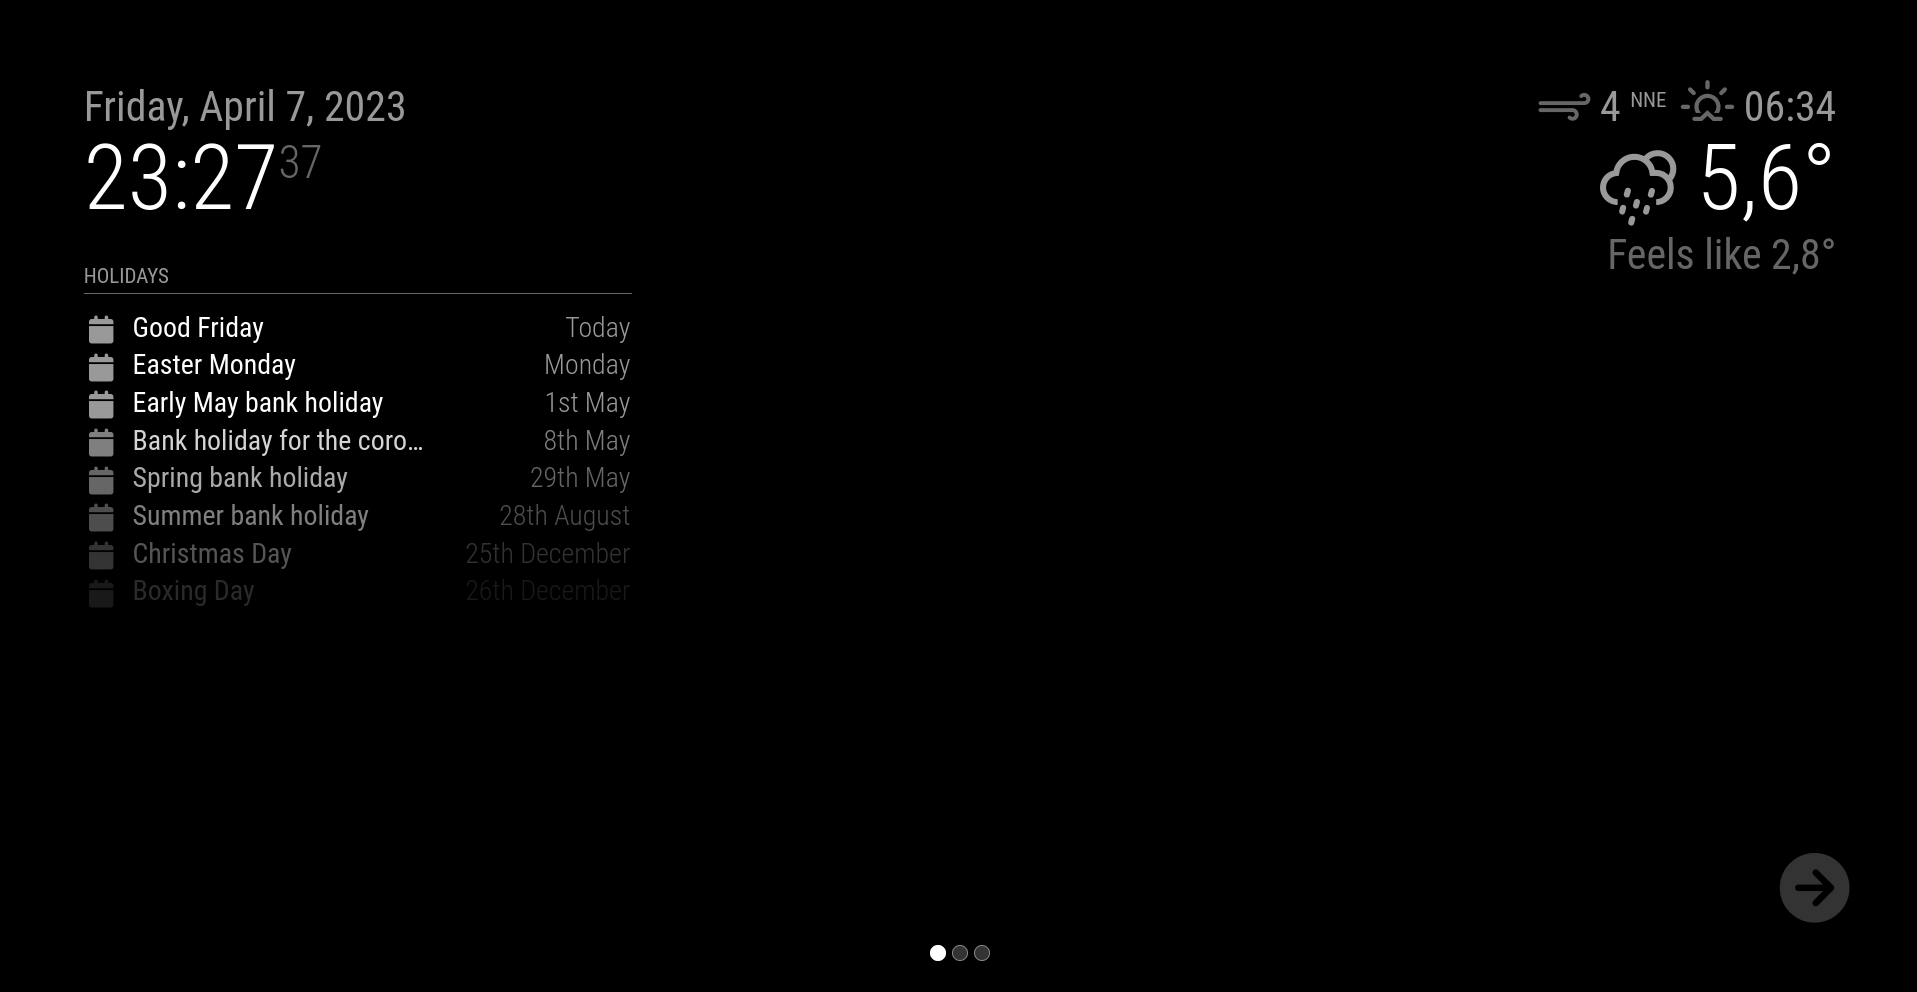 Friday, April 7, 2023
23:27 37
4 NNE 06:34
5,6°
Feels like 2,8°
HOLIDAYS
Good Friday Today
Easter Monday Monday
Early May bank holiday 1st May
Bank holiday for the coro... 8th May
Spring bank holiday 29th May
Summer bank holiday 28th August
Christmas Day 25th December
Boxing Day 26th December